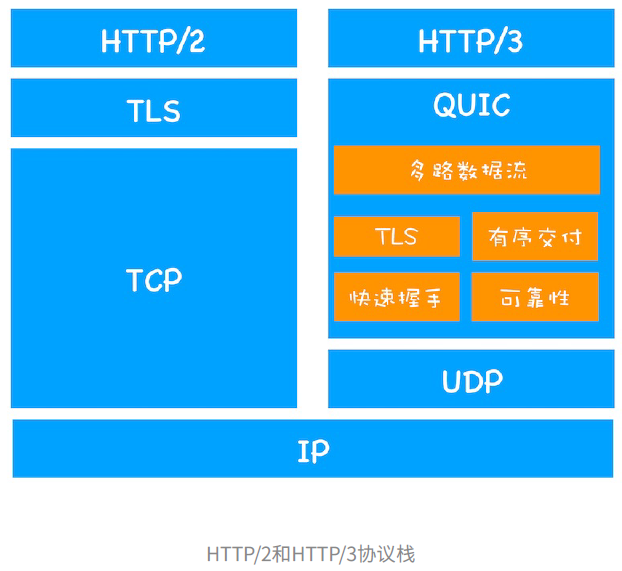 HTTP/2
HTTP/3
TLS
QUIC
多路数据流
TLS
有序交付
TCP
快速握手
可靠性
UDP
IP
HTTP/2和HTTP/3协议栈